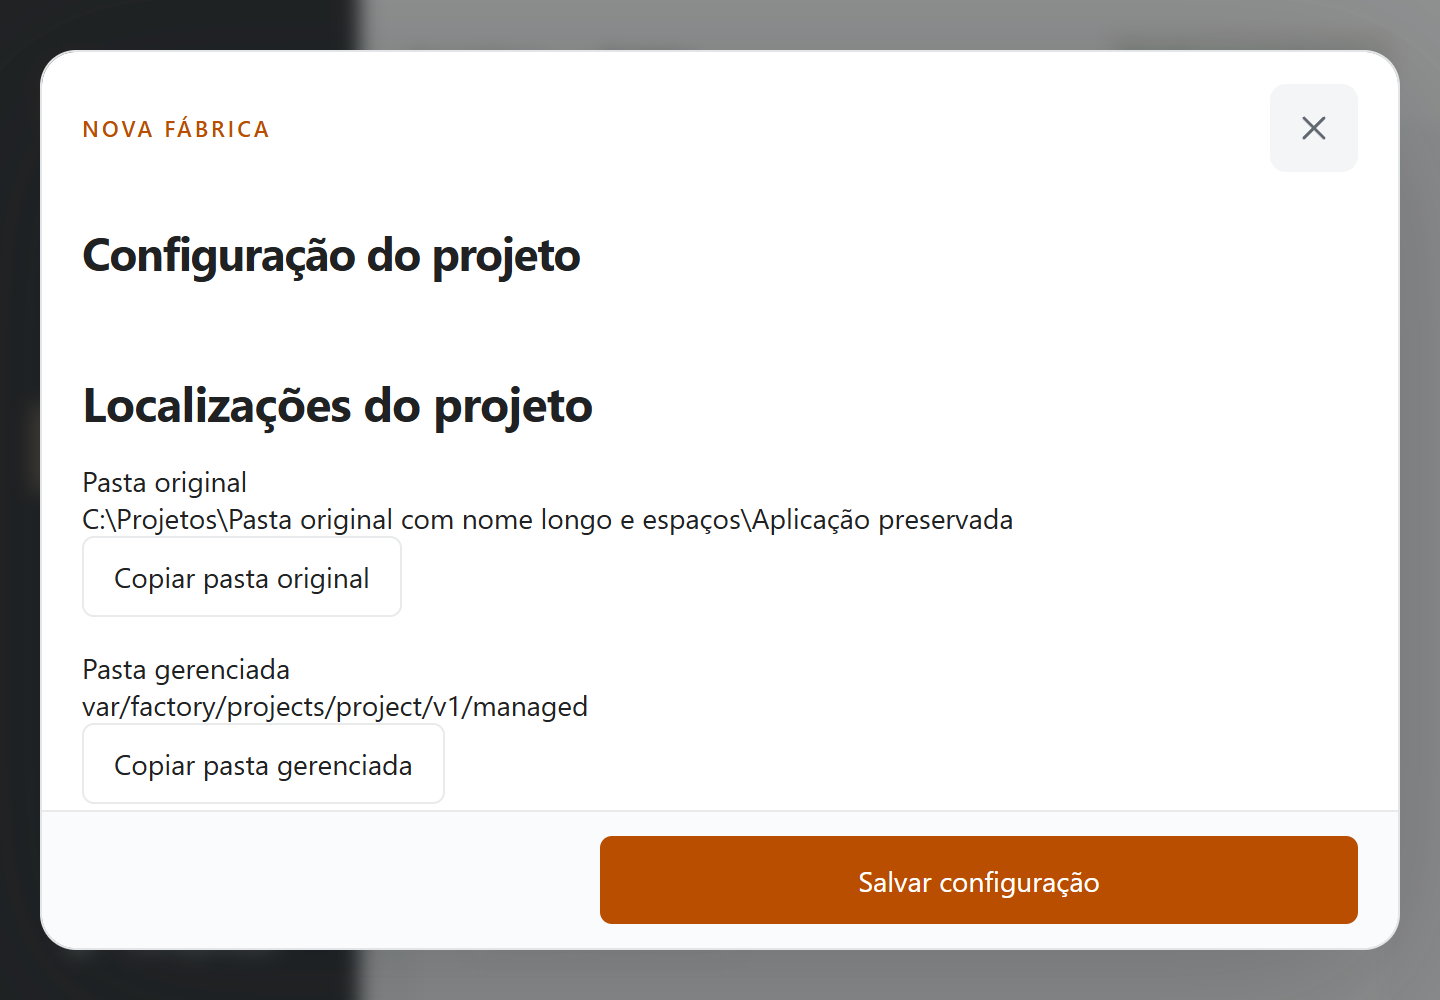 NOVA FÁBRICA
Configuração do projeto
Localizações do projeto
Pasta original
C:\Projetos\Pasta original com nome longo e espaços\Aplicação preservada
Copiar pasta original
Pasta gerenciada
var/factory/projects/project/v1/managed
Copiar pasta gerenciada
Salvar configuração